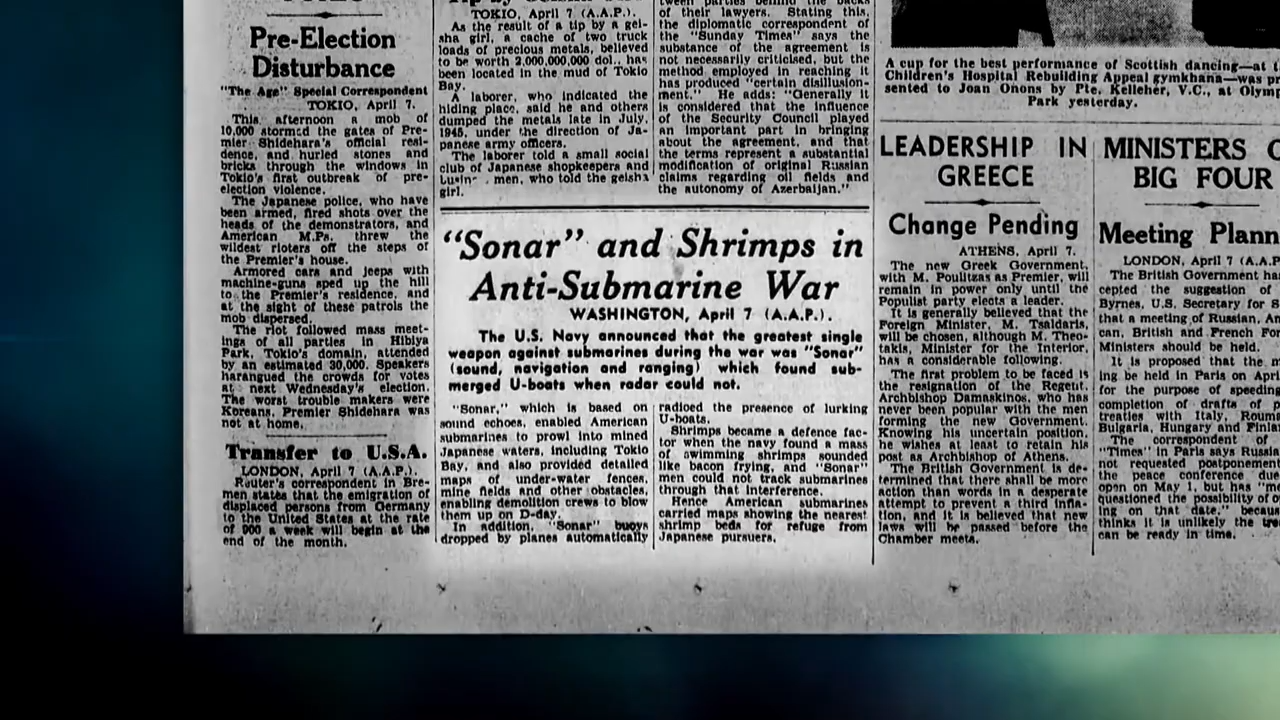 Pre-Election
Disturbance
"The Age" Special Correspondent
TOKIO, April 7.
This afternoon a mob of
10,000 stormed the gates of Pre-
mier Shidehara's official resi-
dence, and hurled stones and
bricks through the windows in
Tokio's first outbreak of pre-
election violence.
The Japanese police, who have
been armed, fired shots over the
heads of the demonstrators, and
American M.Ps. threw the
wildest rioters off the steps of
the Premier's house.
Armored cars and jeeps with
machine-guns sped up the hill
to the Premier's residence, and
at the sight of these patrols the
mob dispersed.
The riot followed mass meet-
ings of all parties in Hibiya
Park, Tokio's domain, attended
by an estimated 30,000. Speakers
harangued the crowds for votes
at next Wednesday's election.
The worst trouble makers were
Koreans. Premier Shidehara was
not at home.
Transfer to U.S.A.
LONDON, April 7 (A.A.P.).
Reuter's correspondent in Bre-
men states that the emigration of
displaced persons from Germany
to the United States at the rate
of 900 a week will begin at the
end of the month.
TOKIO, April 7 (A.A.P.).
As the result of a tip by a gei-
sha girl, a cache of two truck
loads of precious metals, believed
to be worth 2,000,000,000 dol., has
been located in the mud of Tokio
Bay.
A laborer, who indicated the
hiding place, said he and others
dumped the metals late in July,
1945, under the direction of Ja-
panese army officers.
The laborer told a small social
club of Japanese shopkeepers and
men, who told the geisha
girl.
tween parties behind the backs
of their lawyers. Stating this,
the diplomatic correspondent of
the "Sunday Times" says the
substance of the agreement is
not necessarily criticised, but the
method employed in reaching it
has produced "certain disillusion-
ment." He adds: "Generally it
is considered that the influence
of the Security Council played
an important part in bringing
about the agreement, and that
the terms represent a substantial
modification of original Russian
claims regarding oil fields and
the autonomy of Azerbaijan."
"Sonar" and Shrimps in
Anti-Submarine War
WASHINGTON, April 7 (A.A.P.).
The U.S. Navy announced that the greatest single
weapon against submarines during the war was "Sonar"
(sound, navigation and ranging) which found sub-
merged U-boats when radar could not.
"Sonar," which is based on
sound echoes, enabled American
submarines to prowl into mined
Japanese waters, including Tokio
Bay, and also provided detailed
maps of under-water fences,
mine fields and other obstacles,
enabling demolition crews to blow
them up on D-day.
In addition, "Sonar" buoys
dropped by planes automatically
radioed the presence of lurking
U-boats.
Shrimps became a defence fac-
tor when the navy found a mass
of swimming shrimps sounded
like bacon frying, and "Sonar"
men could not track submarines
through that interference.
Hence American submarines
carried maps showing the nearest
shrimp beds for refuge from
Japanese pursuers.
A cup for the best performance of Scottish dancing—at t
Children's Hospital Rebuilding Appeal gymkhana—was p
sented to Joan Onons by Pte. Kelleher, V.C., at Olymp
Park yesterday.
LEADERSHIP IN
GREECE
Change Pending
ATHENS, April 7.
The new Greek Government,
with M. Poulitzas as Premier, will
remain in power only until the
Populist party elects a leader.
It is generally believed that the
Foreign Minister, M. Tsaldaris,
will be chosen, although M. Theo-
takis, Minister for the Interior,
has a considerable following.
The first problem to be faced is
the resignation of the Regent.
Archbishop Damaskinos, who has
never been popular with the men
forming the new Government.
Knowing his uncertain position,
he wishes at least to retain his
post as Archbishop of Athens.
The British Government is de-
termined that there shall be more
action than words in a desperate
attempt to prevent a third infla-
tion, and it is believed that new
laws will be passed before the
Chamber meets.
MINISTERS O
BIG FOUR
Meeting Plann
LONDON, April 7 (A.A.P
The British Government has
cepted the suggestion of
Byrnes, U.S. Secretary for S
that a meeting of Russian, Am
can, British and French For
Ministers should be held.
It is proposed that the m
ing be held in Paris on Apri
for the purpose of speeding
completion of drafts of p
treaties with Italy, Roum
Bulgaria, Hungary and Finlan
The correspondent of
"Times" in Paris says Russia
not requested postponement
the peace conference due
open on May 1, but has "me
questioned the possibility of o
ing on that date," becaus
thinks it is unlikely the tre
can be ready in time.